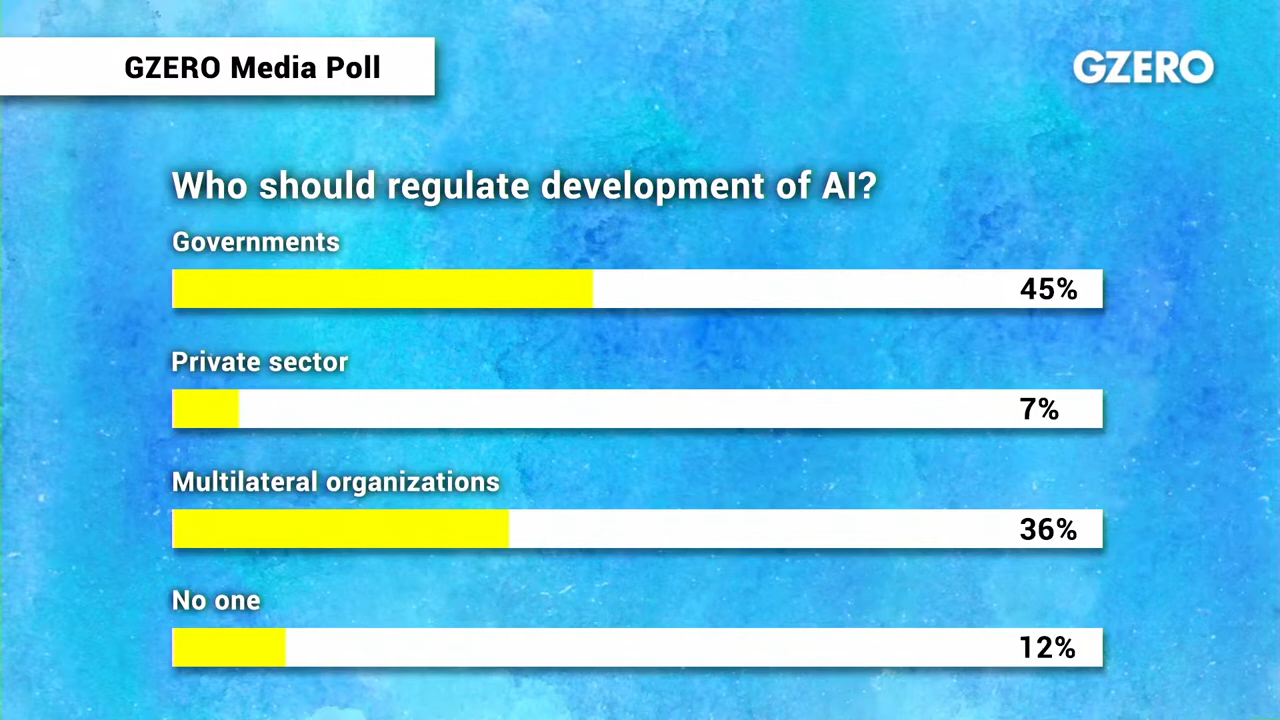 GZERO Media Poll
GZERO
Who should regulate development of AI?
Governments
45%
Private sector
7%
Multilateral organizations
36%
No one
12%